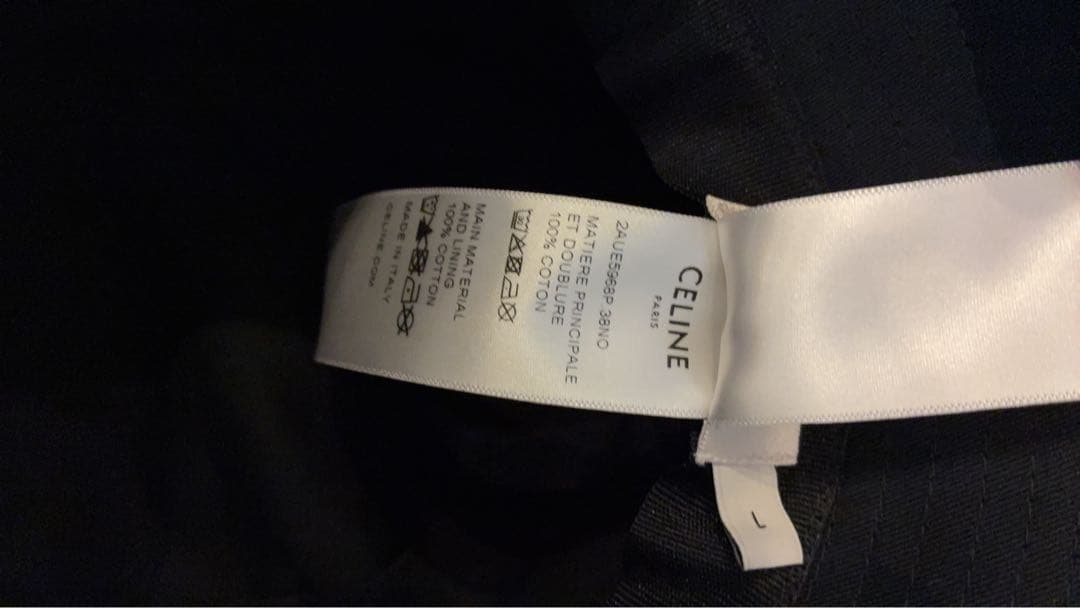 CELINE
PARIS
2AUE5968P 38NO
MATIERE PRINCIPALE
ET DOUBLURE
100% COTON
MAIN MATERIAL
AND LINING
100% COTTON
MADE IN ITALY
CELINE.COM
L